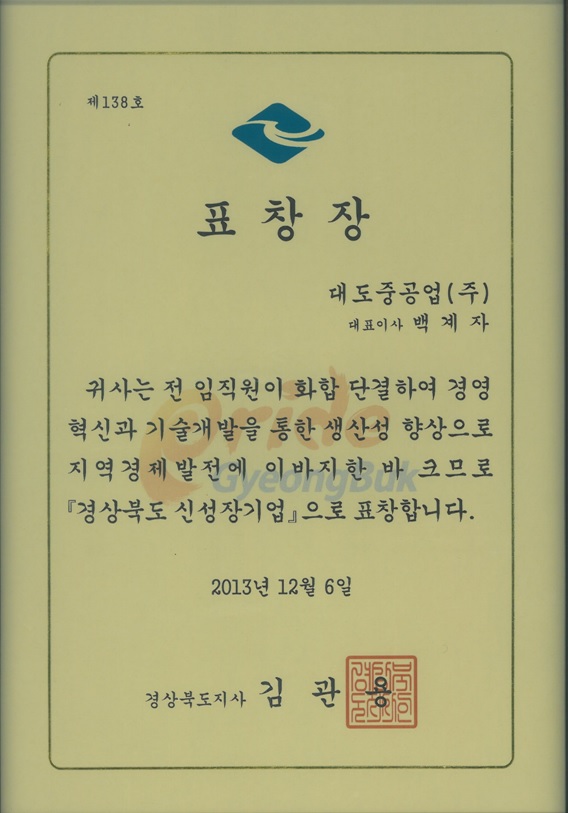 제138호
표 창 장
대도중공업(주)
대표이사 백 계 자
귀사는 전 임직원이 화합 단결하여 경영
혁신과 기술개발을 통한 생산성 향상으로
지역경제발전에 이바지한 바 크므로
『경상북도 신성장기업』으로 표창합니다.
Pride
GyeongBuk
2013년 12월 6일
경상북도지사 김 관 용